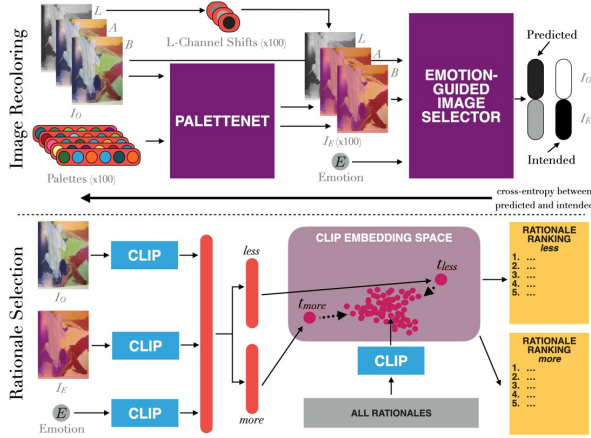 Image Recoloring
L
A
B
I_O
L-Channel Shifts (x100)
Palettes (x100)
PALETTENET
L
A
B
I_E (x100)
E
Emotion
EMOTION-
GUIDED
IMAGE
SELECTOR
Predicted
I_O
I_E
Intended
cross-entropy between
predicted and intended
Rationale Selection
I_O
CLIP
I_E
CLIP
E
Emotion
CLIP
less
more
CLIP EMBEDDING SPACE
t_less
t_more
CLIP
ALL RATIONALES
RATIONALE
RANKING
less
1. ...
2. ...
3. ...
4. ...
5. ...
RATIONALE
RANKING
more
1. ...
2. ...
3. ...
4. ...
5. ...